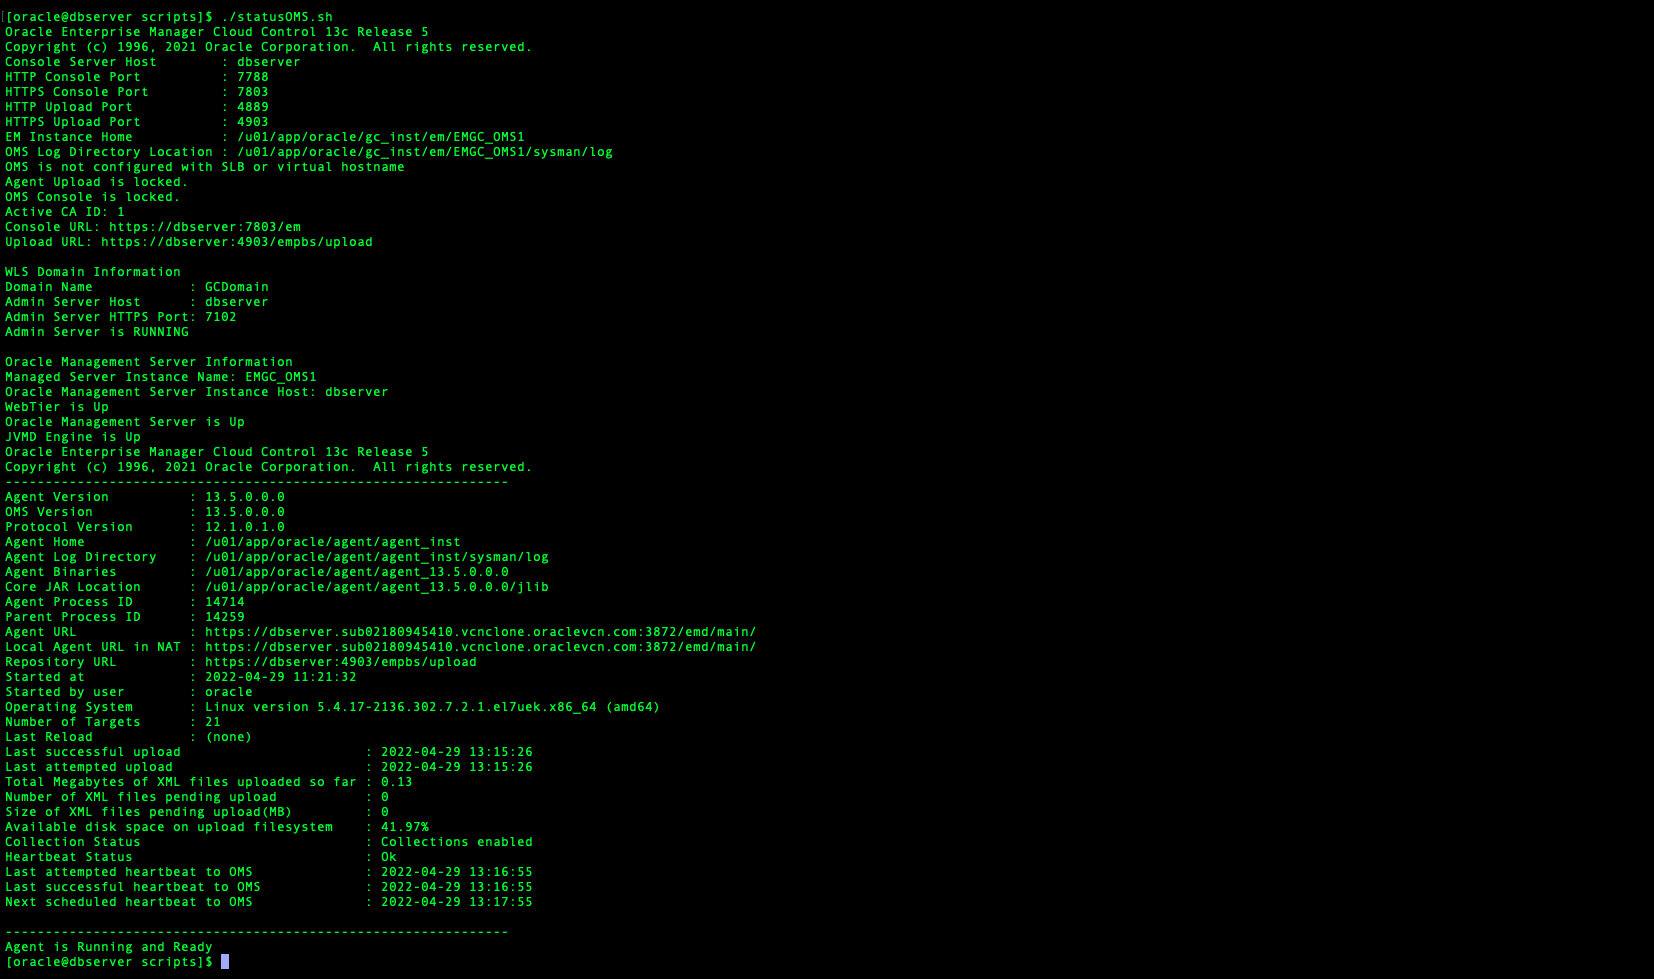 [[oracle@dbserver scripts]$ ./statusOMS.sh
Oracle Enterprise Manager Cloud Control 13c Release 5
Copyright (c) 1996, 2021 Oracle Corporation.  All rights reserved.
Console Server Host        : dbserver
HTTP Console Port          : 7788
HTTPS Console Port         : 7803
HTTP Upload Port           : 4889
HTTPS Upload Port          : 4903
EM Instance Home           : /u01/app/oracle/gc_inst/em/EMGC_OMS1
OMS Log Directory Location : /u01/app/oracle/gc_inst/em/EMGC_OMS1/sysman/log
OMS is not configured with SLB or virtual hostname
Agent Upload is locked.
OMS Console is locked.
Active CA ID: 1
Console URL: https://dbserver:7803/em
Upload URL: https://dbserver:4903/empbs/upload

WLS Domain Information
Domain Name            : GCDomain
Admin Server Host      : dbserver
Admin Server HTTPS Port: 7102
Admin Server is RUNNING

Oracle Management Server Information
Managed Server Instance Name: EMGC_OMS1
Oracle Management Server Instance Host: dbserver
WebTier is Up
Oracle Management Server is Up
JVMD Engine is Up
Oracle Enterprise Manager Cloud Control 13c Release 5
Copyright (c) 1996, 2021 Oracle Corporation.  All rights reserved.
---------------------------------------------------------------
Agent Version          : 13.5.0.0.0
OMS Version            : 13.5.0.0.0
Protocol Version       : 12.1.0.1.0
Agent Home             : /u01/app/oracle/agent/agent_inst
Agent Log Directory    : /u01/app/oracle/agent/agent_inst/sysman/log
Agent Binaries         : /u01/app/oracle/agent/agent_13.5.0.0.0
Core JAR Location      : /u01/app/oracle/agent/agent_13.5.0.0.0/jlib
Agent Process ID       : 14714
Parent Process ID      : 14259
Agent URL              : https://dbserver.sub02180945410.vcnclone.oraclevcn.com:3872/emd/main/
Local Agent URL in NAT : https://dbserver.sub02180945410.vcnclone.oraclevcn.com:3872/emd/main/
Repository URL         : https://dbserver:4903/empbs/upload
Started at             : 2022-04-29 11:21:32
Started by user        : oracle
Operating System       : Linux version 5.4.17-2136.302.7.2.1.el7uek.x86_64 (amd64)
Number of Targets      : 21
Last Reload            : (none)
Last successful upload                       : 2022-04-29 13:15:26
Last attempted upload                        : 2022-04-29 13:15:26
Total Megabytes of XML files uploaded so far : 0.13
Number of XML files pending upload           : 0
Size of XML files pending upload(MB)         : 0
Available disk space on upload filesystem    : 41.97%
Collection Status                            : Collections enabled
Heartbeat Status                             : Ok
Last attempted heartbeat to OMS              : 2022-04-29 13:16:55
Last successful heartbeat to OMS             : 2022-04-29 13:16:55
Next scheduled heartbeat to OMS              : 2022-04-29 13:17:55

---------------------------------------------------------------
Agent is Running and Ready
[oracle@dbserver scripts]$